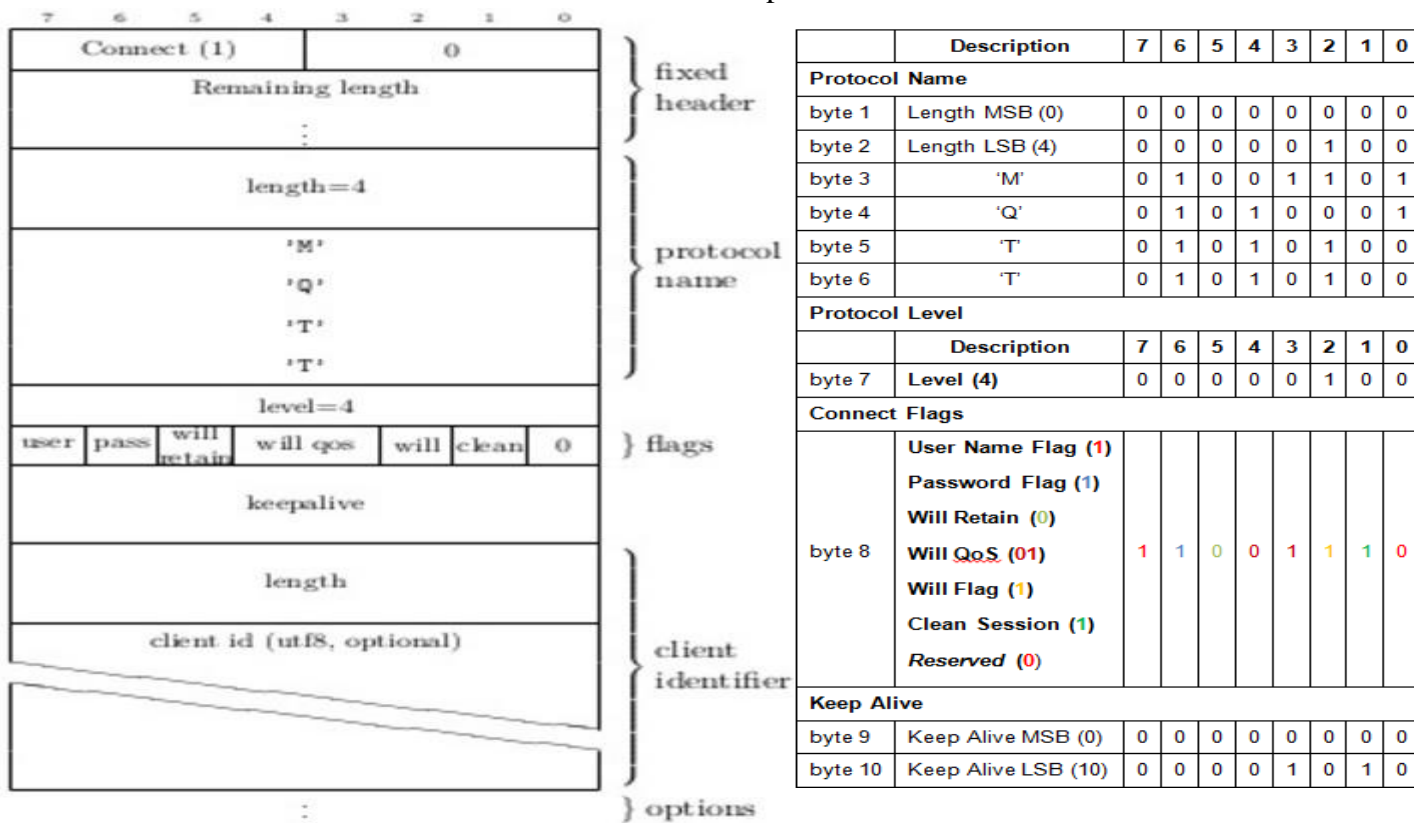 7 6 5 4 3 2 1 0
Connect (1) 0
Remaining length
⋮
fixed
header
length=4
'M'
'Q'
'T'
'T'
protocol
name
level=4
user pass will retain will qos will clean 0
flags
keepalive
length
client id (utf8, optional)
client
identifier
⋮
options
Description 7 6 5 4 3 2 1 0
Protocol Name
byte 1 Length MSB (0) 0 0 0 0 0 0 0 0
byte 2 Length LSB (4) 0 0 0 0 0 1 0 0
byte 3 ‘M’ 0 1 0 0 1 1 0 1
byte 4 ‘Q’ 0 1 0 1 0 0 0 1
byte 5 ‘T’ 0 1 0 1 0 1 0 0
byte 6 ‘T’ 0 1 0 1 0 1 0 0
Protocol Level
Description 7 6 5 4 3 2 1 0
byte 7 Level (4) 0 0 0 0 0 1 0 0
Connect Flags
User Name Flag (1)
Password Flag (1)
Will Retain (0)
byte 8 Will QoS (01) 1 1 0 0 1 1 1 0
Will Flag (1)
Clean Session (1)
Reserved (0)
Keep Alive
byte 9 Keep Alive MSB (0) 0 0 0 0 0 0 0 0
byte 10 Keep Alive LSB (10) 0 0 0 0 1 0 1 0